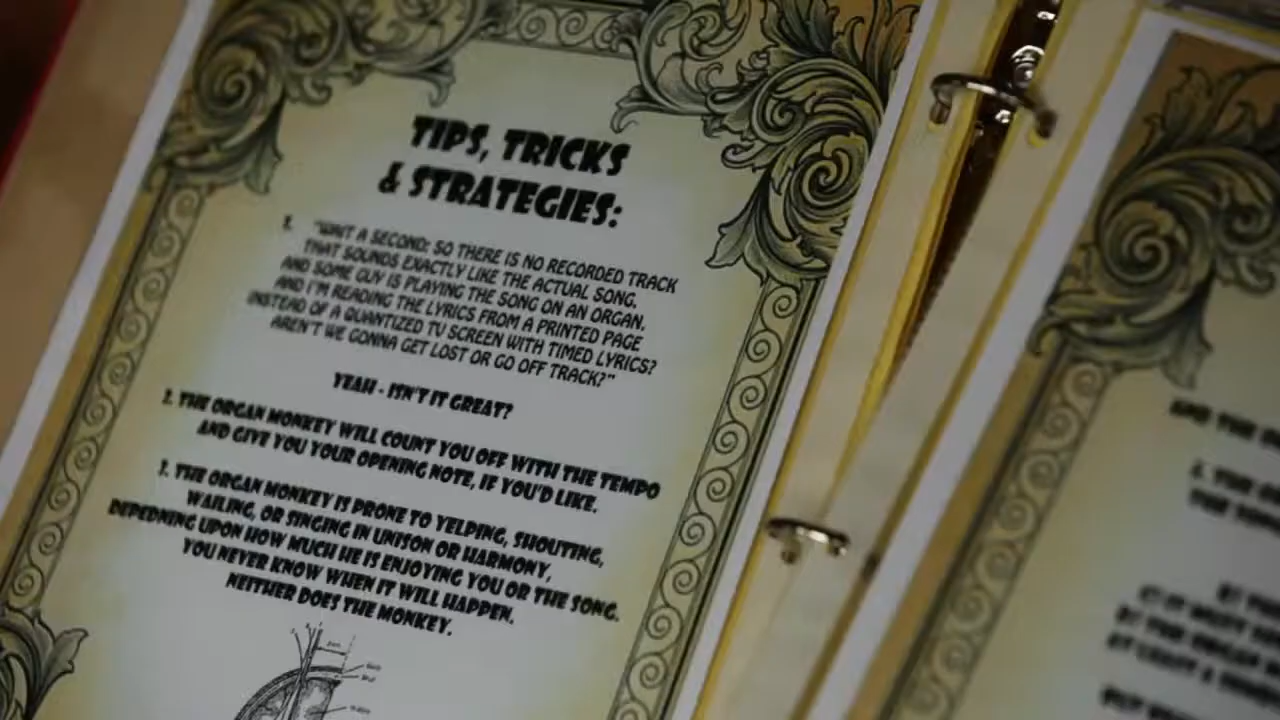 TIPS, TRICKS
& STRATEGIES:
1. "WAIT A SECOND: SO THERE IS NO RECORDED TRACK
THAT SOUNDS EXACTLY LIKE THE ACTUAL SONG,
AND SOME GUY IS PLAYING THE SONG ON AN ORGAN,
AND I'M READING THE LYRICS FROM A PRINTED PAGE
INSTEAD OF A QUANTIZED TV SCREEN WITH TIMED LYRICS?
AREN'T WE GONNA GET LOST OR GO OFF TRACK?"
YEAH - ISN'T IT GREAT?
2. THE ORGAN MONKEY WILL COUNT YOU OFF WITH THE TEMPO
AND GIVE YOU YOUR OPENING NOTE, IF YOU'D LIKE.
3. THE ORGAN MONKEY IS PRONE TO YELPING, SHOUTING,
WAILING, OR SINGING IN UNISON OR HARMONY,
DEPEDNING UPON HOW MUCH HE IS ENJOYING YOU OR THE SONG.
YOU NEVER KNOW WHEN IT WILL HAPPEN.
NEITHER DOES THE MONKEY.
AND THE